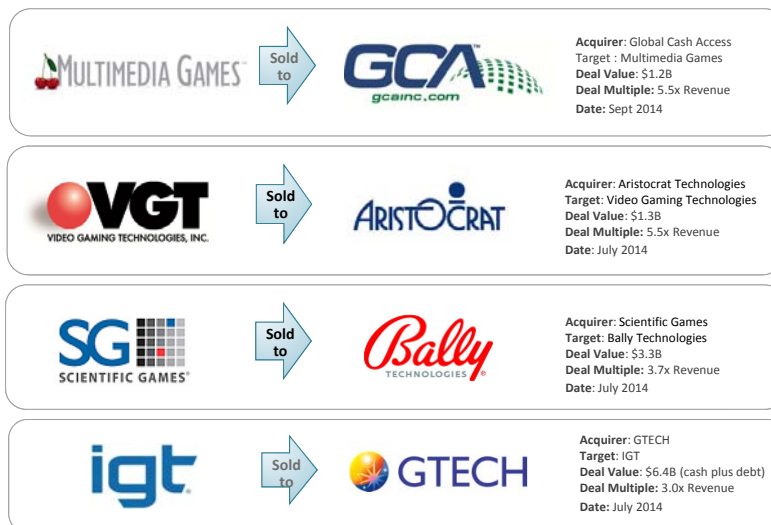 MULTIMEDIA GAMES
Sold
to
GCA™
gcainc.com
Acquirer: Global Cash Access
Target : Multimedia Games
Deal Value: $1.2B
Deal Multiple: 5.5x Revenue
Date: Sept 2014
VGT
VIDEO GAMING TECHNOLOGIES, INC.
Sold
to
ARISTOCRAT
Acquirer: Aristocrat Technologies
Target: Video Gaming Technologies
Deal Value: $1.3B
Deal Multiple: 5.5x Revenue
Date: July 2014
SG
SCIENTIFIC GAMES®
Sold
to
Bally
TECHNOLOGIES®
Acquirer: Scientific Games
Target: Bally Technologies
Deal Value: $3.3B
Deal Multiple: 3.7x Revenue
Date: July 2014
igt
Sold
to
GTECH
Acquirer: GTECH
Target: IGT
Deal Value: $6.4B (cash plus debt)
Deal Multiple: 3.0x Revenue
Date: July 2014